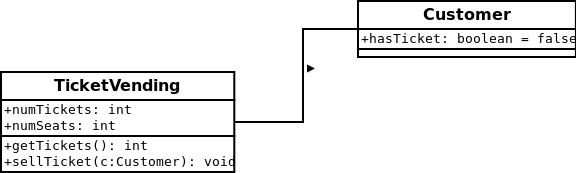 Customer
+hasTicket: boolean = false
TicketVending
+numTickets: int
+numSeats: int
+getTickets(): int
+sellTicket(c:Customer): void